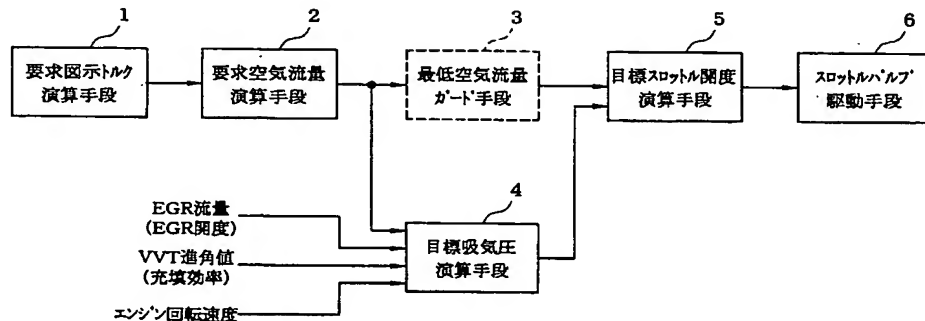 1
2
3
5
6
要求図示トルク
演算手段
要求空気流量
演算手段
最低空気流量
ガード手段
目標スロットル開度
演算手段
スロットルバルブ
駆動手段
4
EGR流量
(EGR開度)
VVT進角値
(充填効率)
エンジン回転速度
目標吸気圧
演算手段